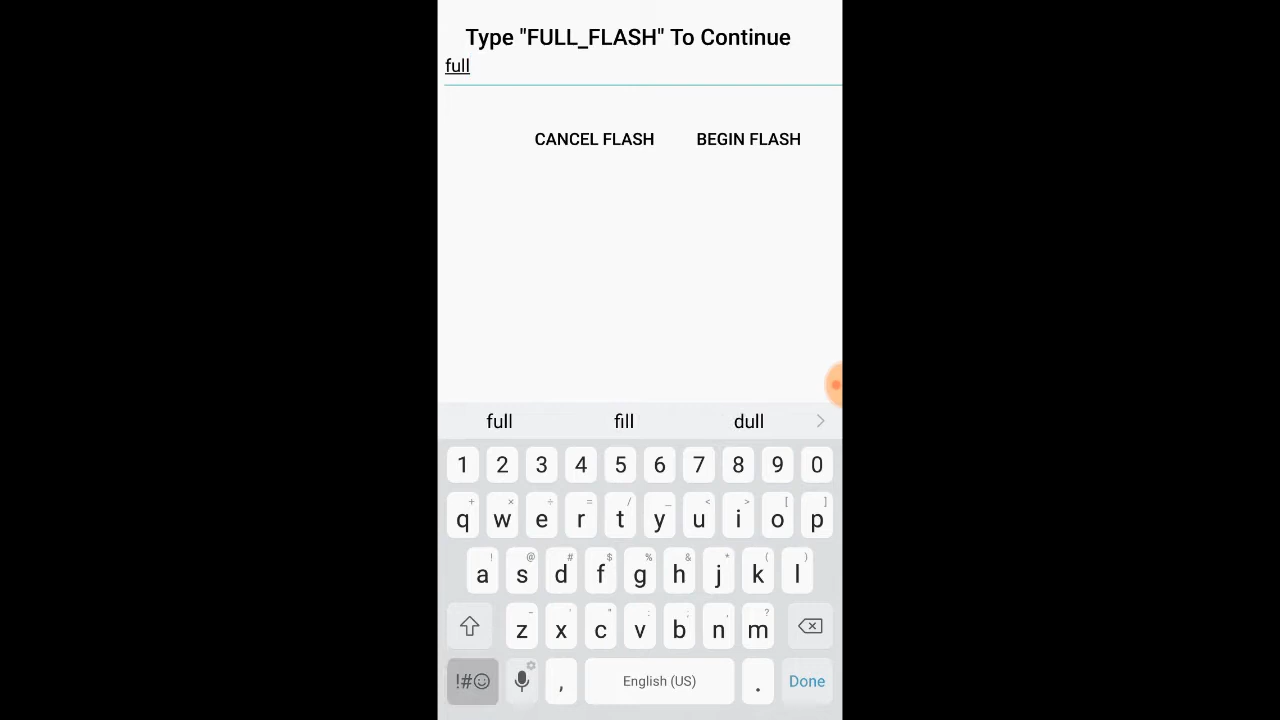 Type "FULL_FLASH" To Continue
full
CANCEL FLASH BEGIN FLASH
full fill dull
1 2 3 4 5 6 7 8 9 0
+ × ÷ = / _ < > [ ]
q w e r t y u i o p
! @ # $ % & * ( )
a s d f g h j k l
- ' " : ; , ?
z x c v b n m
!#☺ , English (US) . Done